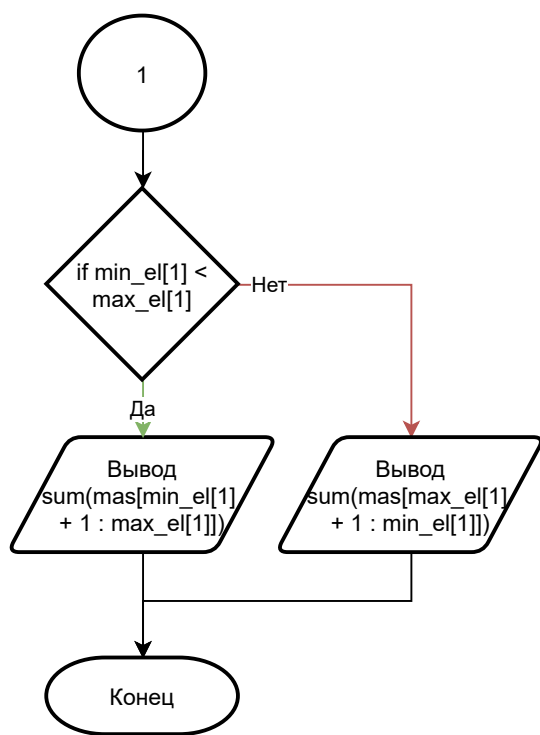 1
if min_el[1] <
max_el[1]
Нет
Да
Вывод
sum(mas[min_el[1]
+ 1 : max_el[1]])
Вывод
sum(mas[max_el[1]
+ 1 : min_el[1]])
Конец